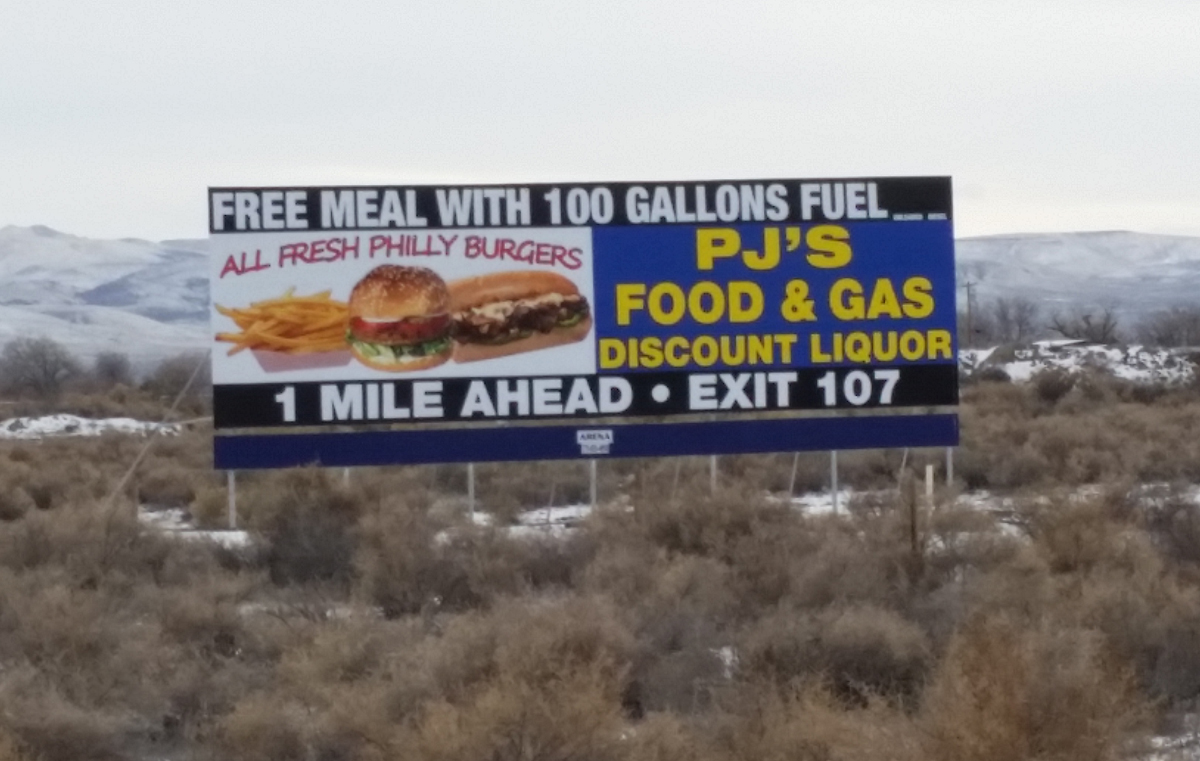 FREE MEAL WITH 100 GALLONS FUEL
ALL FRESH PHILLY BURGERS
PJ'S
FOOD & GAS
DISCOUNT LIQUOR
1 MILE AHEAD • EXIT 107
ARENA